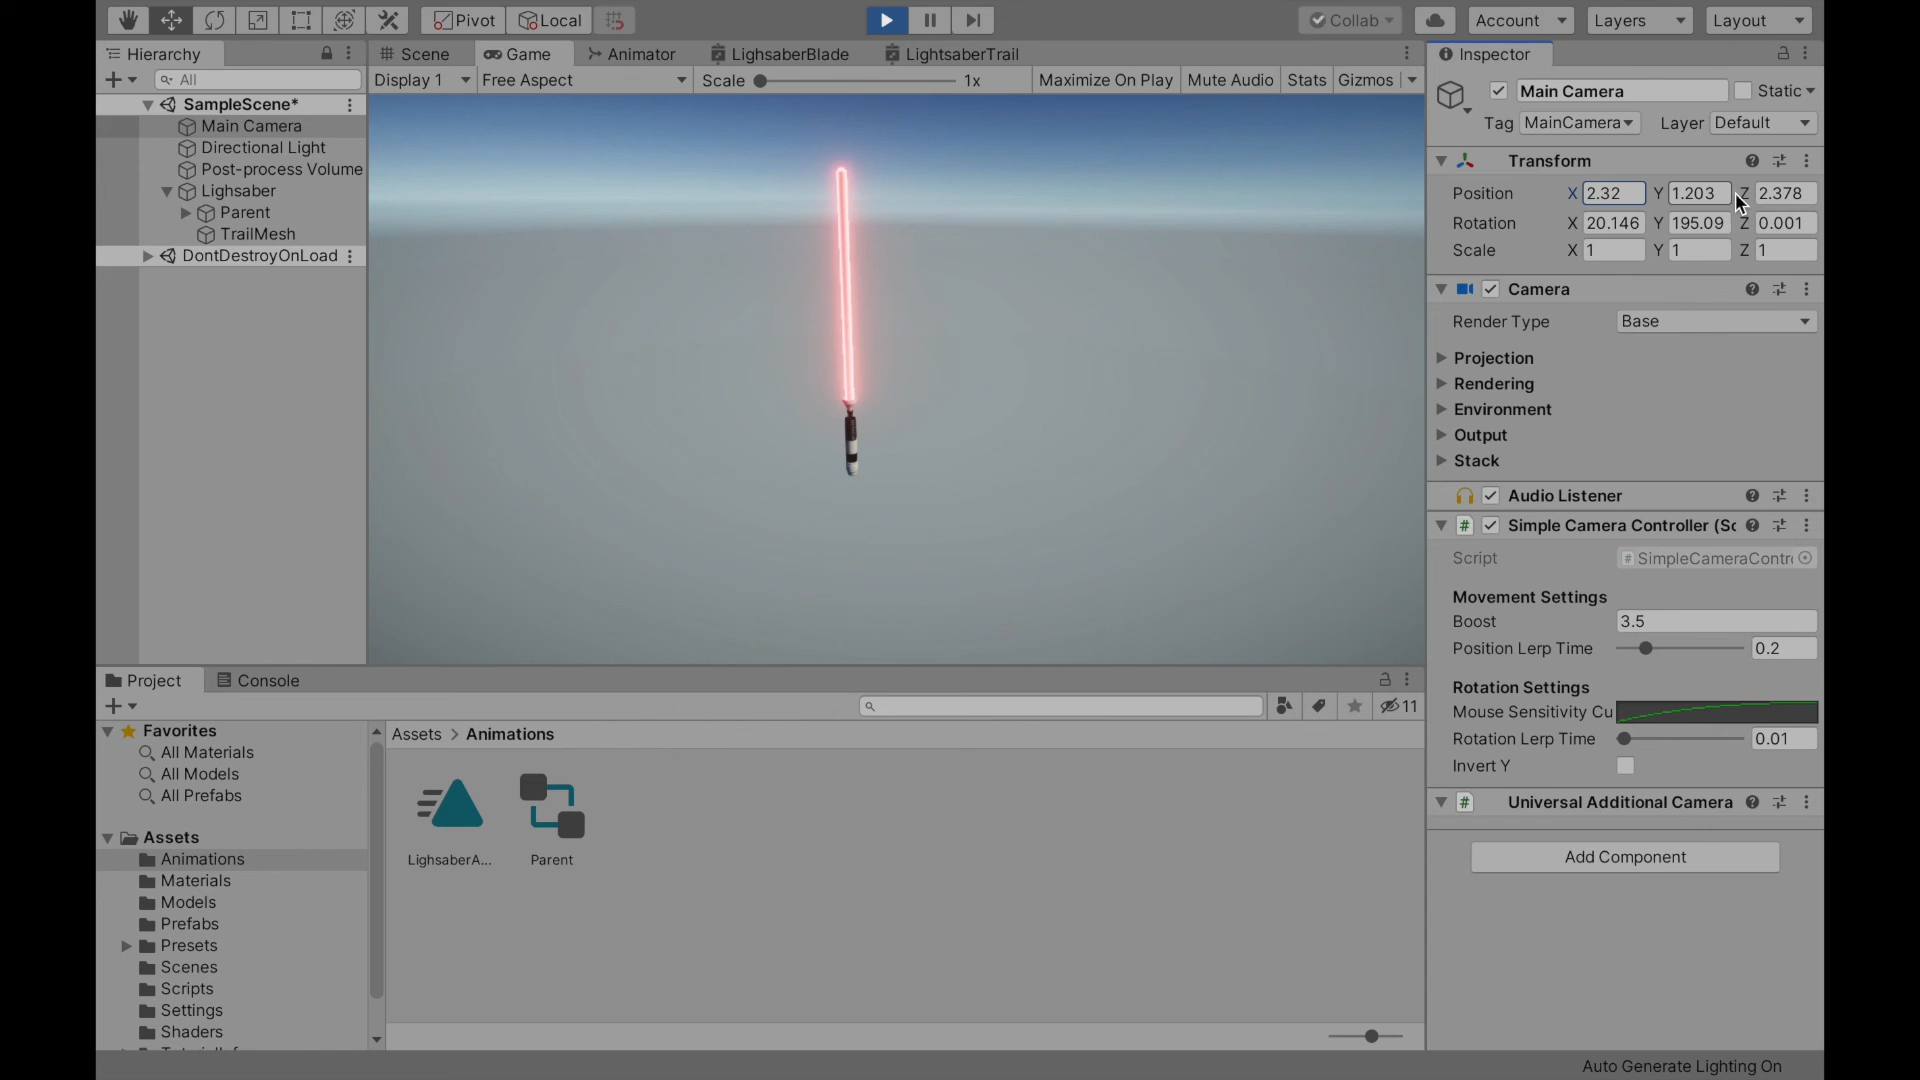 Pivot Local Collab Account Layers Layout
Hierarchy
All
SampleScene*
Main Camera
Directional Light
Post-process Volume
Lighsaber
Parent
TrailMesh
DontDestroyOnLoad
Scene Game Animator LighsaberBlade LightsaberTrail
Display 1 Free Aspect Scale 1x Maximize On Play Mute Audio Stats Gizmos
Inspector
Main Camera Static
Tag MainCamera Layer Default
Transform
Position X 2.32 Y 1.203 Z 2.378
Rotation X 20.146 Y 195.09 Z 0.001
Scale X 1 Y 1 Z 1
Camera
Render Type Base
Projection
Rendering
Environment
Output
Stack
Audio Listener
Simple Camera Controller (Sc
Script # SimpleCameraContr
Movement Settings
Boost 3.5
Position Lerp Time 0.2
Rotation Settings
Mouse Sensitivity Cu
Rotation Lerp Time 0.01
Invert Y
# Universal Additional Camera
Add Component
Project Console
11
Favorites
All Materials
All Models
All Prefabs
Assets
Animations
Materials
Models
Prefabs
Presets
Scenes
Scripts
Settings
Shaders
Assets > Animations
LighsaberA... Parent
Auto Generate Lighting On